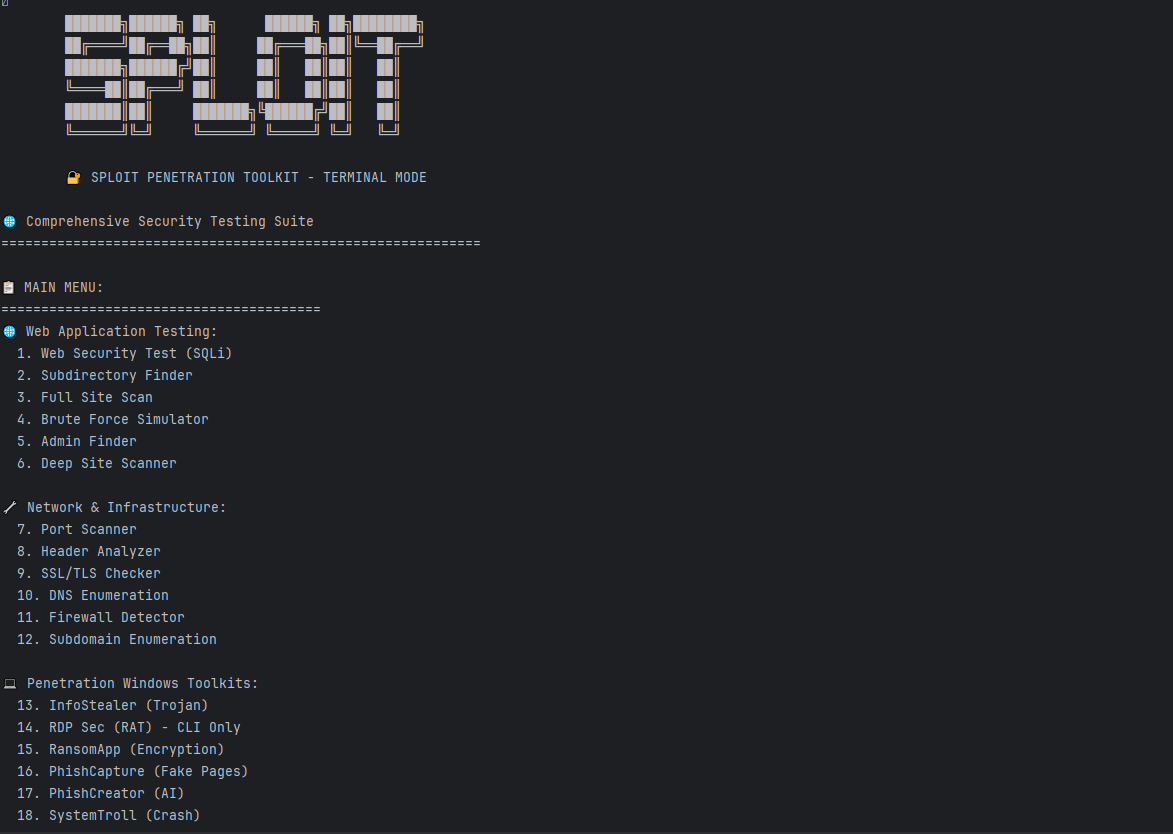 SPLOIT
SPLOIT PENETRATION TOOLKIT - TERMINAL MODE
Comprehensive Security Testing Suite
============================================================
MAIN MENU:
========================================
Web Application Testing:
1. Web Security Test (SQLi)
2. Subdirectory Finder
3. Full Site Scan
4. Brute Force Simulator
5. Admin Finder
6. Deep Site Scanner
Network & Infrastructure:
7. Port Scanner
8. Header Analyzer
9. SSL/TLS Checker
10. DNS Enumeration
11. Firewall Detector
12. Subdomain Enumeration
Penetration Windows Toolkits:
13. InfoStealer (Trojan)
14. RDP Sec (RAT) - CLI Only
15. RansomApp (Encryption)
16. PhishCapture (Fake Pages)
17. PhishCreator (AI)
18. SystemTroll (Crash)